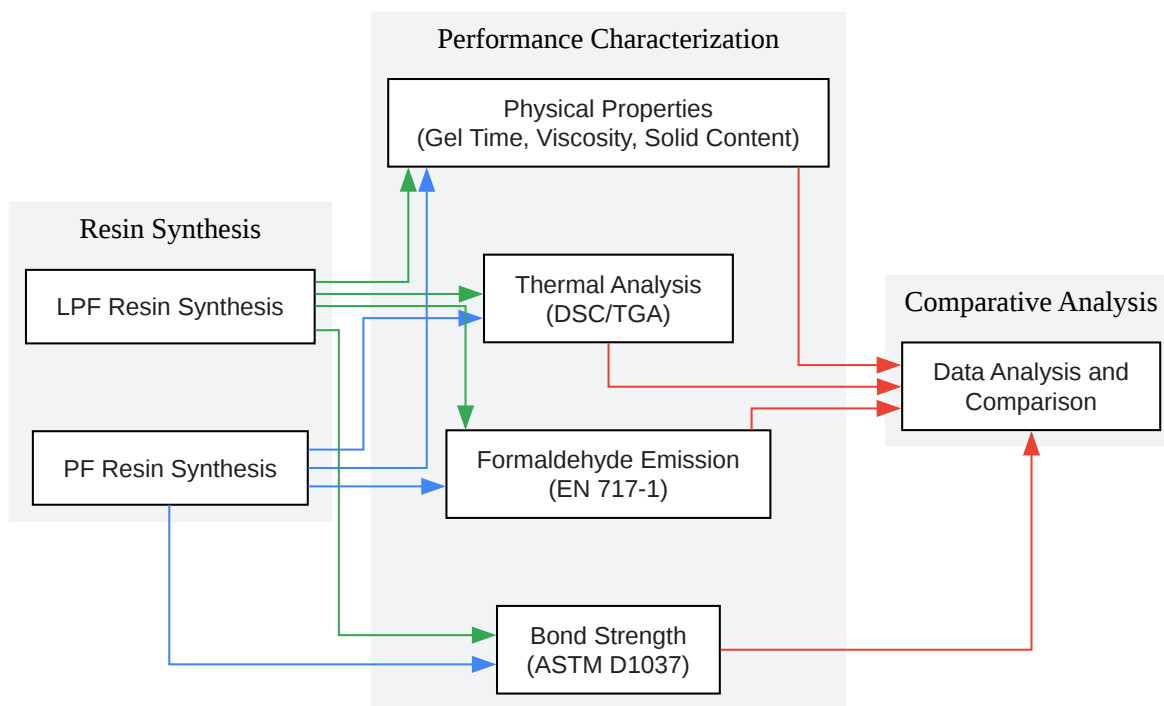 Performance Characterization
Physical Properties
(Gel Time, Viscosity, Solid Content)
Resin Synthesis
LPF Resin Synthesis
PF Resin Synthesis
Thermal Analysis
(DSC/TGA)
Formaldehyde Emission
(EN 717-1)
Bond Strength
(ASTM D1037)
Comparative Analysis
Data Analysis and
Comparison